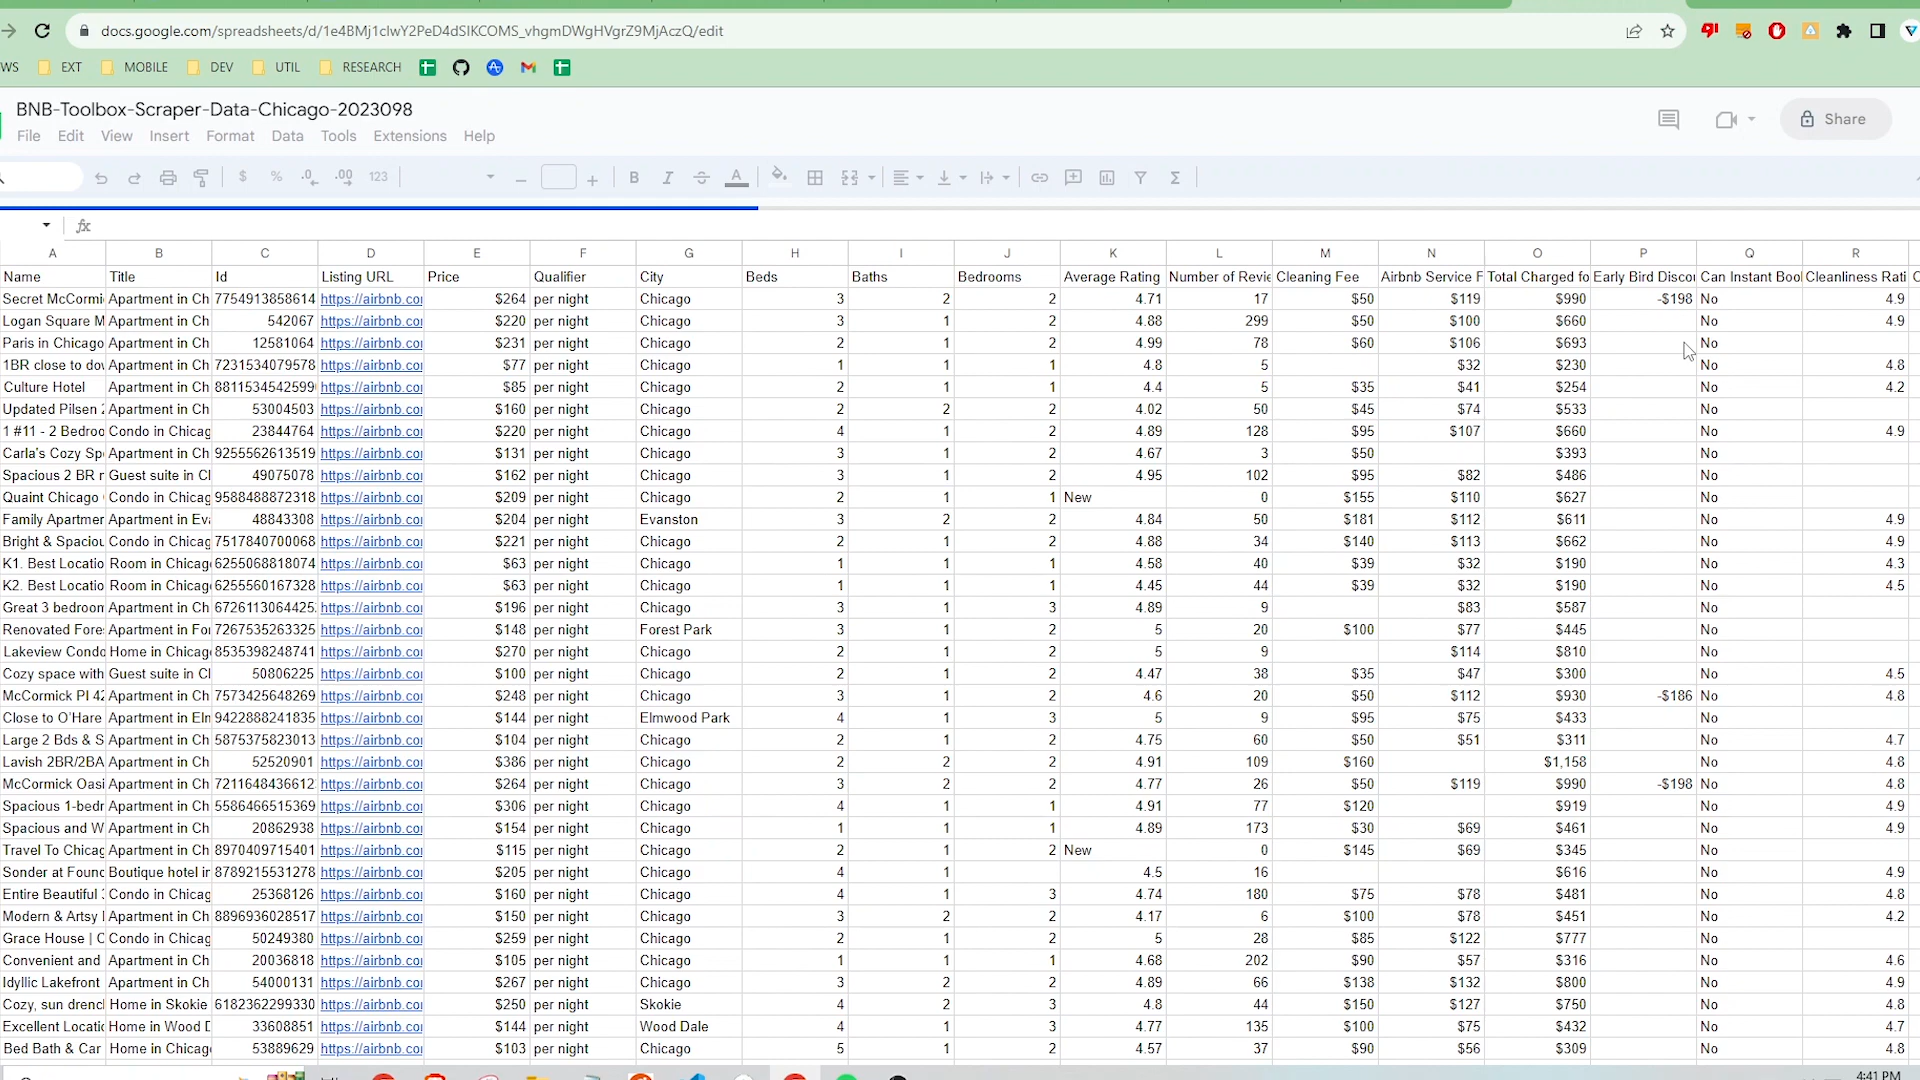 docs.google.com/spreadsheets/d/1e4BMj1clwY2PeD4dSIKCOMS_vhgmDWgHVgrZ9MjAczQ/edit
WS EXT MOBILE DEV UTIL RESEARCH
BNB-Toolbox-Scraper-Data-Chicago-2023098
File Edit View Insert Format Data Tools Extensions Help
Share
$ % .0 .00 123 B I A
fx
A B C D E F G H I J K L M N O P Q R
Name Title Id Listing URL Price Qualifier City Beds Baths Bedrooms Average Rating Number of Revie Cleaning Fee Airbnb Service F Total Charged fo Early Bird Discou Can Instant Bool Cleanliness Rati
Secret McCormi Apartment in Ch 7754913858614 https://airbnb.co $264 per night Chicago 3 2 2 4.71 17 $50 $119 $990 -$198 No 4.9
Logan Square M Apartment in Ch 542067 https://airbnb.co $220 per night Chicago 3 1 2 4.88 299 $50 $100 $660 No 4.9
Paris in Chicago Apartment in Ch 12581064 https://airbnb.co $231 per night Chicago 2 1 2 4.99 78 $60 $106 $693 No
1BR close to dov Apartment in Ch 7231534079578 https://airbnb.co $77 per night Chicago 1 1 1 4.8 5 $32 $230 No 4.8
Culture Hotel Apartment in Ch 8811534542599 https://airbnb.co $85 per night Chicago 2 1 1 4.4 5 $35 $41 $254 No 4.2
Updated Pilsen 2 Apartment in Ch 53004503 https://airbnb.co $160 per night Chicago 2 2 2 4.02 50 $45 $74 $533 No
1 #11 - 2 Bedroo Condo in Chicag 23844764 https://airbnb.co $220 per night Chicago 4 1 2 4.89 128 $95 $107 $660 No 4.9
Carla's Cozy Spe Apartment in Ch 9255562613519 https://airbnb.co $131 per night Chicago 3 1 2 4.67 3 $50 $393 No
Spacious 2 BR r Guest suite in Cl 49075078 https://airbnb.co $162 per night Chicago 3 1 2 4.95 102 $95 $82 $486 No
Quaint Chicago Condo in Chicag 9588488872318 https://airbnb.co $209 per night Chicago 2 1 1 New 0 $155 $110 $627 No
Family Apartmer Apartment in Eva 48843308 https://airbnb.co $204 per night Evanston 3 2 2 4.84 50 $181 $112 $611 No 4.9
Bright & Spaciou Condo in Chicag 7517840700068 https://airbnb.co $221 per night Chicago 2 1 2 4.88 34 $140 $113 $662 No 4.9
K1. Best Locatio Room in Chicag 6255068818074 https://airbnb.co $63 per night Chicago 1 1 1 4.58 40 $39 $32 $190 No 4.3
K2. Best Locatio Room in Chicag 6255560167328 https://airbnb.co $63 per night Chicago 1 1 1 4.45 44 $39 $32 $190 No 4.5
Great 3 bedroom Apartment in Ch 6726113064425 https://airbnb.co $196 per night Chicago 3 1 3 4.89 9 $83 $587 No
Renovated Fore Apartment in For 7267535263325 https://airbnb.co $148 per night Forest Park 3 1 2 5 20 $100 $77 $445 No
Lakeview Condo Home in Chicag 8535398248741 https://airbnb.co $270 per night Chicago 2 1 2 5 9 $114 $810 No
Cozy space with Guest suite in Cl 50806225 https://airbnb.co $100 per night Chicago 2 1 2 4.47 38 $35 $47 $300 No 4.5
McCormick Pl 42 Apartment in Ch 7573425648269 https://airbnb.co $248 per night Chicago 3 1 2 4.6 20 $50 $112 $930 -$186 No 4.8
Close to O'Hare Apartment in Eln 9422888241835 https://airbnb.co $144 per night Elmwood Park 4 1 3 5 9 $95 $75 $433 No
Large 2 Bds & S Apartment in Ch 5875375823013 https://airbnb.co $104 per night Chicago 2 1 2 4.75 60 $50 $51 $311 No 4.7
Lavish 2BR/2BA Apartment in Ch 52520901 https://airbnb.co $386 per night Chicago 2 2 2 4.91 109 $160 $1,158 No 4.8
McCormick Oasi Apartment in Ch 7211648436612 https://airbnb.co $264 per night Chicago 3 2 2 4.77 26 $50 $119 $990 -$198 No 4.8
Spacious 1-bedr Apartment in Ch 5586466515369 https://airbnb.co $306 per night Chicago 4 1 1 4.91 77 $120 $919 No 4.9
Spacious and W Apartment in Ch 20862938 https://airbnb.co $154 per night Chicago 1 1 1 4.89 173 $30 $69 $461 No 4.9
Travel To Chicag Apartment in Ch 8970409715401 https://airbnb.co $115 per night Chicago 2 1 2 New 0 $145 $69 $345 No
Sonder at Founc Boutique hotel in 8789215531278 https://airbnb.co $205 per night Chicago 4 1 4.5 16 $616 No 4.9
Entire Beautiful Condo in Chicag 25368126 https://airbnb.co $160 per night Chicago 4 1 3 4.74 180 $75 $78 $481 No 4.8
Modern & Artsy Apartment in Ch 8896936028517 https://airbnb.co $150 per night Chicago 3 2 2 4.17 6 $100 $78 $451 No 4.2
Grace House | C Condo in Chicag 50249380 https://airbnb.co $259 per night Chicago 2 1 2 5 28 $85 $122 $777 No
Convenient and Apartment in Ch 20036818 https://airbnb.co $105 per night Chicago 1 1 1 4.68 202 $90 $57 $316 No 4.6
Idyllic Lakefront Apartment in Ch 54000131 https://airbnb.co $267 per night Chicago 3 2 2 4.89 66 $138 $132 $800 No 4.9
Cozy, sun drencl Home in Skokie 6182362299330 https://airbnb.co $250 per night Skokie 4 2 3 4.8 44 $150 $127 $750 No 4.8
Excellent Locatic Home in Wood D 33608851 https://airbnb.co $144 per night Wood Dale 4 1 3 4.77 135 $100 $75 $432 No 4.7
Bed Bath & Car Home in Chicag 53889629 https://airbnb.co $103 per night Chicago 5 1 2 4.57 37 $90 $56 $309 No 4.8
4:41 PM